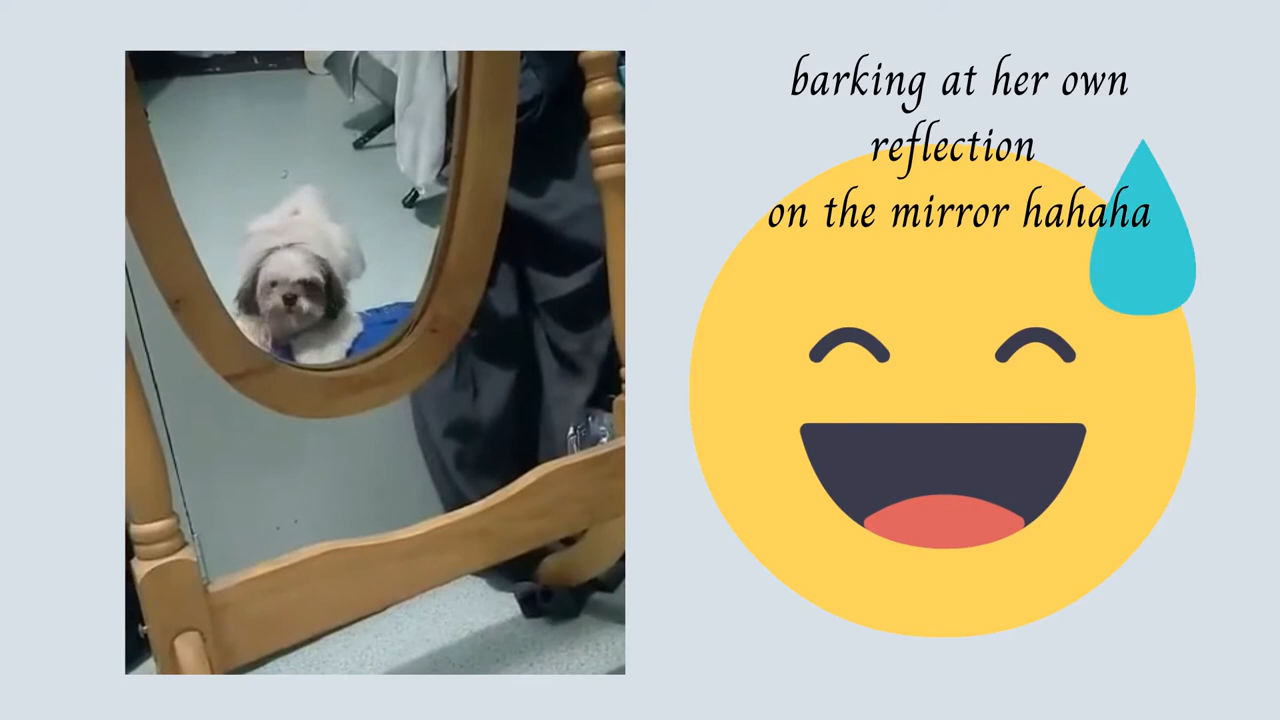 barking at her own
reflection
on the mirror hahaha